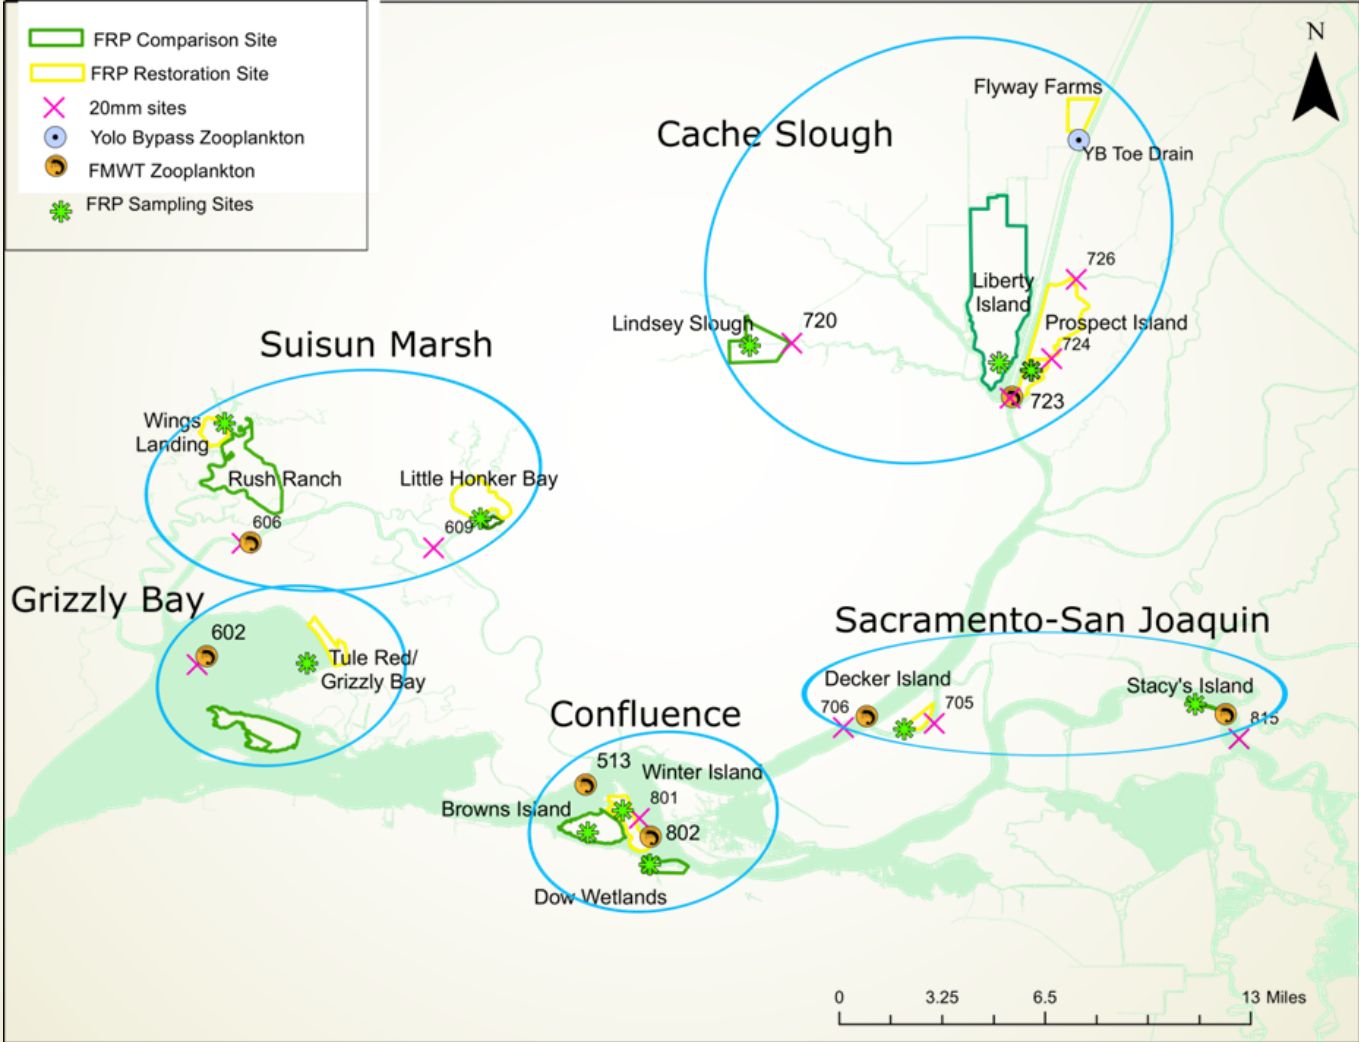 FRP Comparison Site
FRP Restoration Site
20mm sites
Yolo Bypass Zooplankton
FMWT Zooplankton
FRP Sampling Sites
N
Flyway Farms
Cache Slough
YB Toe Drain
726
Liberty
Island
Lindsey Slough
720
Prospect Island
724
723
Suisun Marsh
Wings
Landing
Rush Ranch
Little Honker Bay
606
609
Grizzly Bay
602
Tule Red/
Grizzly Bay
Sacramento-San Joaquin
Decker Island
706
705
Stacy's Island
815
Confluence
513
Winter Island
Browns Island
801
802
Dow Wetlands
0
3.25
6.5
13 Miles